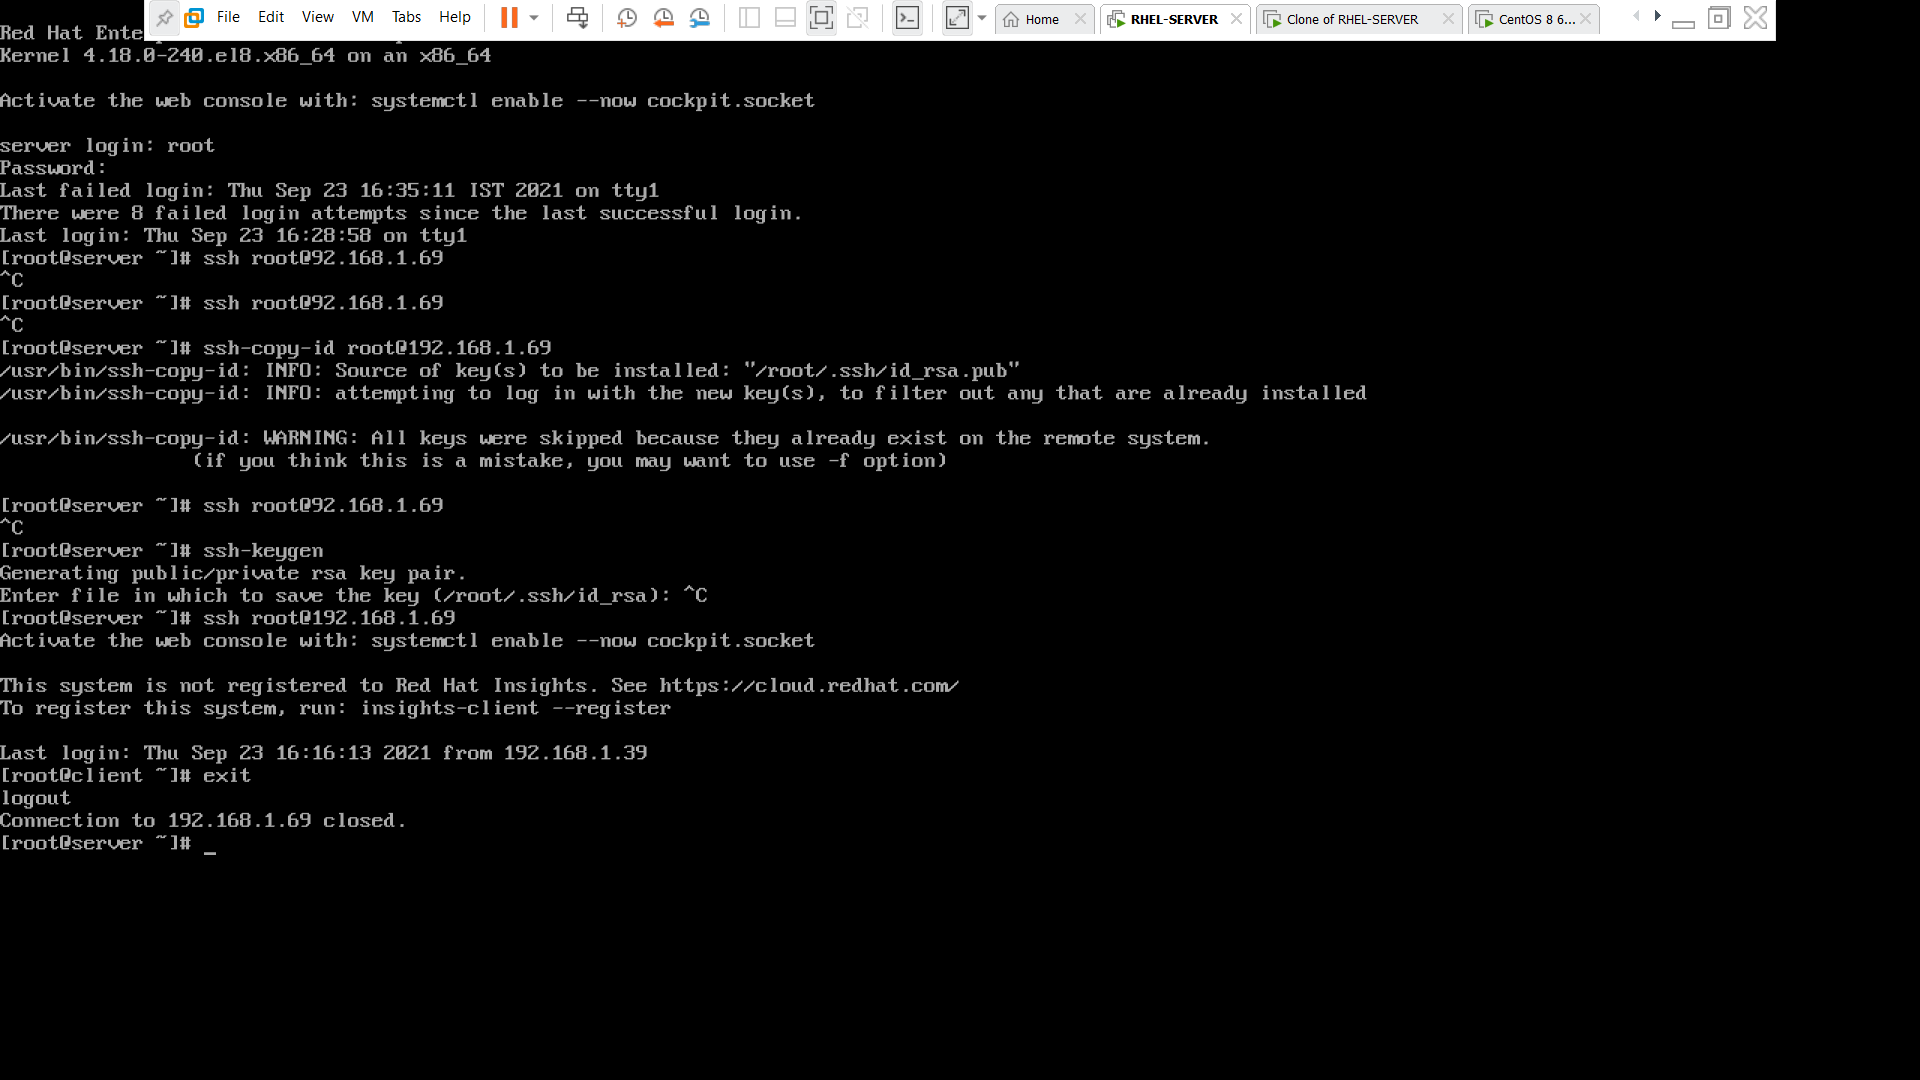 File Edit View VM Tabs Help Home RHEL-SERVER Clone of RHEL-SERVER CentOS 8 6...
Red Hat Ente
Kernel 4.18.0-240.el8.x86_64 on an x86_64
Activate the web console with: systemctl enable --now cockpit.socket
server login: root
Password:
Last failed login: Thu Sep 23 16:35:11 IST 2021 on tty1
There were 8 failed login attempts since the last successful login.
Last login: Thu Sep 23 16:28:58 on tty1
[root@server ~]# ssh root@92.168.1.69
^C
[root@server ~]# ssh root@92.168.1.69
^C
[root@server ~]# ssh-copy-id root@192.168.1.69
/usr/bin/ssh-copy-id: INFO: Source of key(s) to be installed: "/root/.ssh/id_rsa.pub"
/usr/bin/ssh-copy-id: INFO: attempting to log in with the new key(s), to filter out any that are already installed
/usr/bin/ssh-copy-id: WARNING: All keys were skipped because they already exist on the remote system.
(if you think this is a mistake, you may want to use -f option)
[root@server ~]# ssh root@92.168.1.69
^C
[root@server ~]# ssh-keygen
Generating public/private rsa key pair.
Enter file in which to save the key (/root/.ssh/id_rsa): ^C
[root@server ~]# ssh root@192.168.1.69
Activate the web console with: systemctl enable --now cockpit.socket
This system is not registered to Red Hat Insights. See https://cloud.redhat.com/
To register this system, run: insights-client --register
Last login: Thu Sep 23 16:16:13 2021 from 192.168.1.39
[root@client ~]# exit
logout
Connection to 192.168.1.69 closed.
[root@server ~]# _